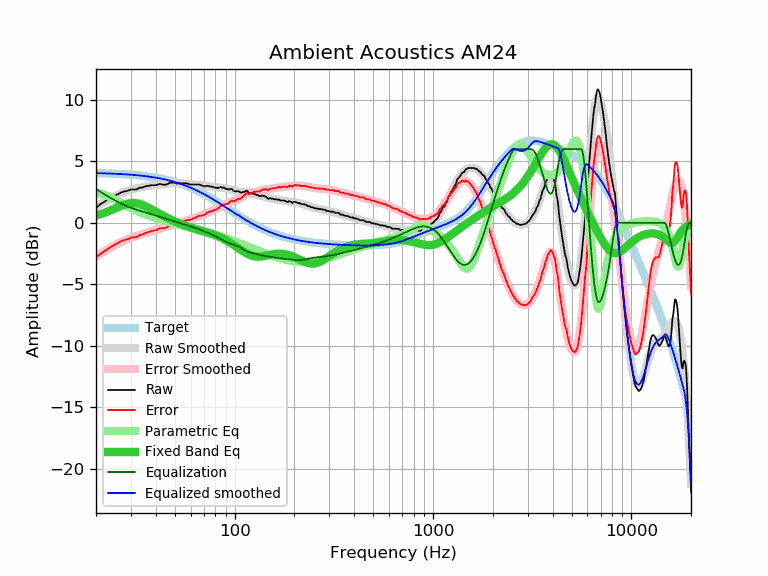 Ambient Acoustics AM24
Amplitude (dBr)
10
5
0
−5
−10
−15
−20
Target
Raw Smoothed
Error Smoothed
Raw
Error
Parametric Eq
Fixed Band Eq
Equalization
Equalized smoothed
100
1000
10000
Frequency (Hz)